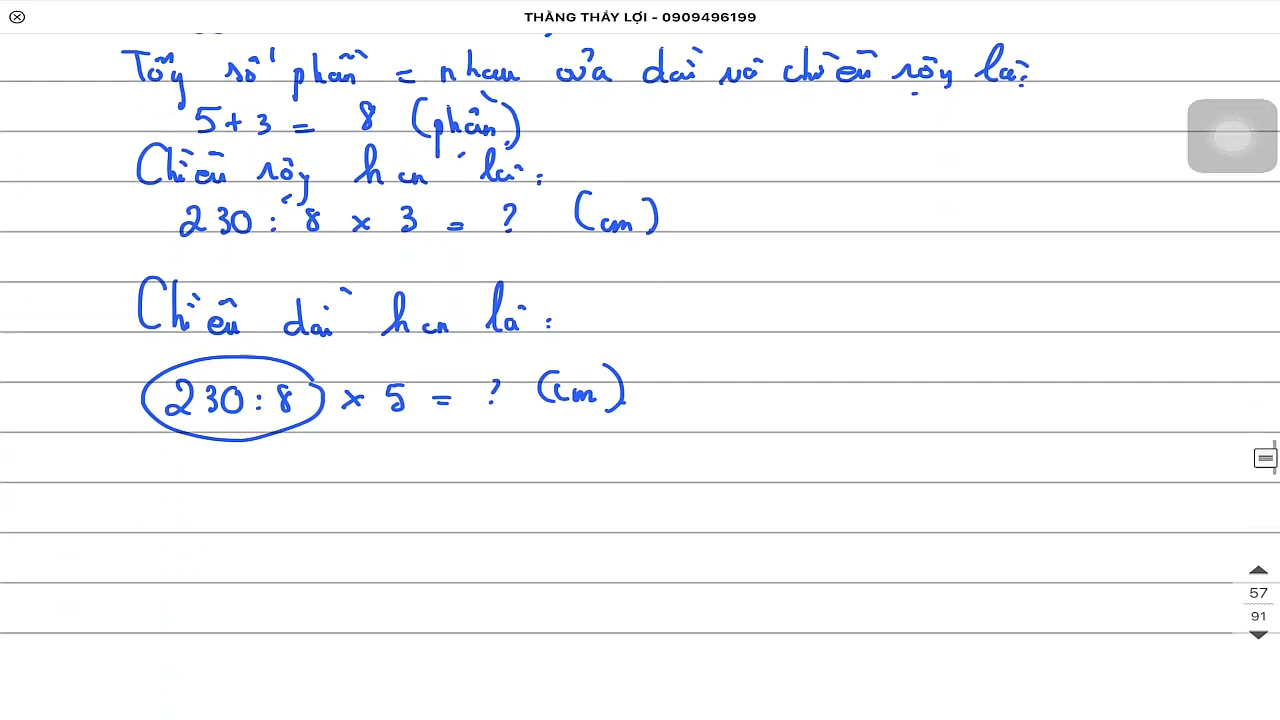 THẲNG THẦY LỢI - 0909496199
Tổng số phần = nhau của dài và chiều rộng là:
5 + 3 = 8 (phần)
Chiều rộng hcn là:
230 : 8 x 3 = ? (cm)
Chiều dài hcn là:
230 : 8 x 5 = ? (cm)
57
91